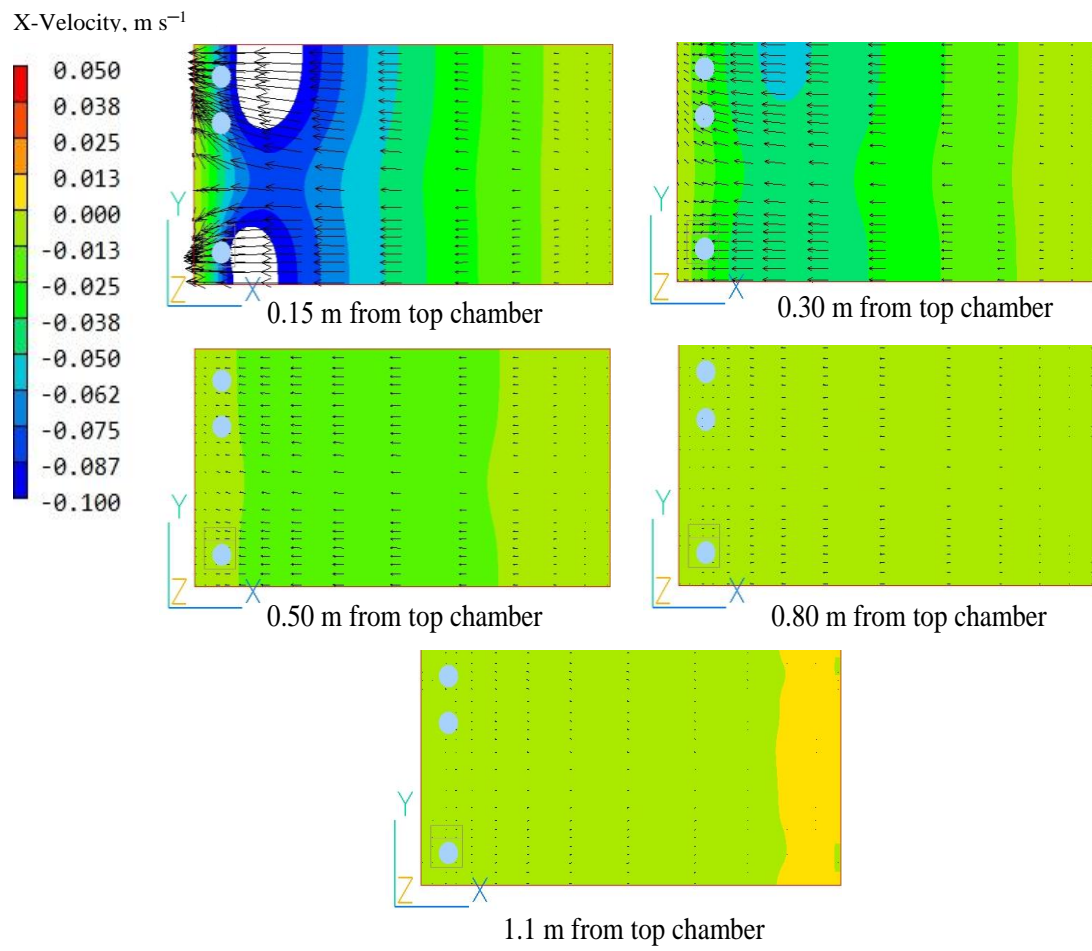 X-Velocity, m s⁻¹
0.050
0.038
0.025
0.013
0.000
-0.013
-0.025
-0.038
-0.050
-0.062
-0.075
-0.087
-0.100
Y
Z X
0.15 m from top chamber
Y
Z X
0.30 m from top chamber
Y
Z X
0.50 m from top chamber
Y
Z X
0.80 m from top chamber
Y
Z X
1.1 m from top chamber